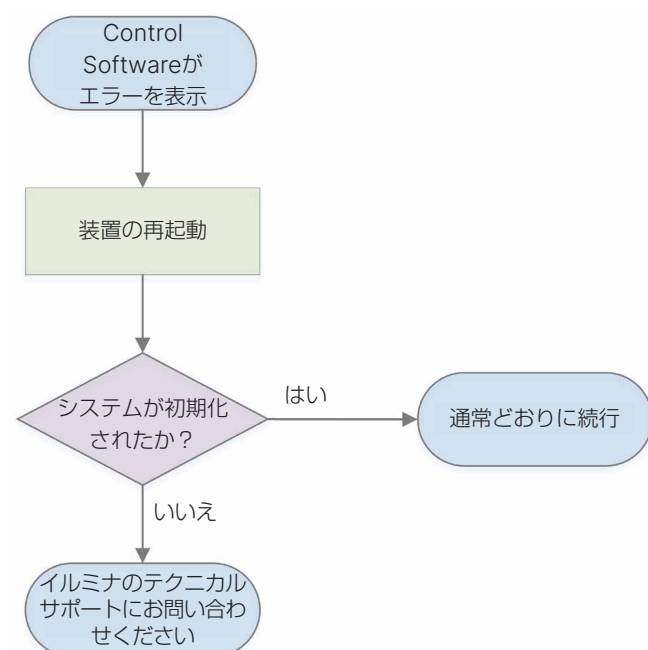 Control
Softwareが
エラーを表示
装置の再起動
システムが初期化
されたか？
はい
通常どおりに続行
いいえ
イルミナのテクニカル
サポートにお問い合わ
せください